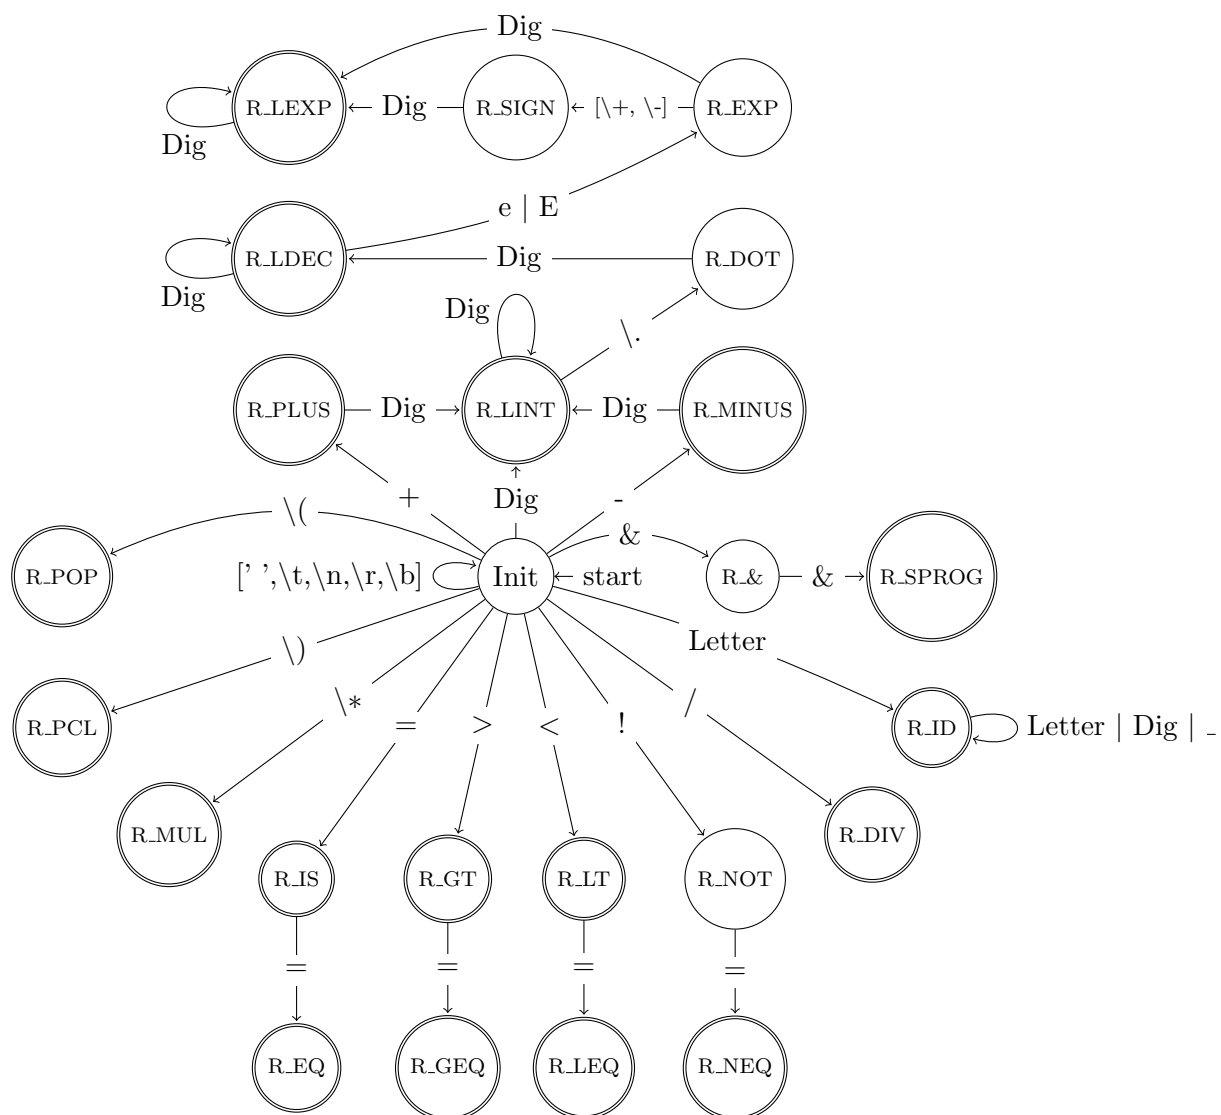 Dig
R_LEXP
Dig
R_SIGN
[\+, \-]
R_EXP
Dig
e | E
R_LDEC
Dig
R_DOT
Dig
Dig
\.
R_PLUS
Dig
R_LINT
Dig
R_MINUS
+
Dig
-
\(
&
R_POP
[' ',\t,\n,\r,\b]
Init
start
R_&
&
R_SPROG
\)
Letter
\*
=
>
<
!
/
R_PCL
R_ID
Letter | Dig | _
R_MUL
R_IS
R_GT
R_LT
R_NOT
R_DIV
=
=
=
=
R_EQ
R_GEQ
R_LEQ
R_NEQ